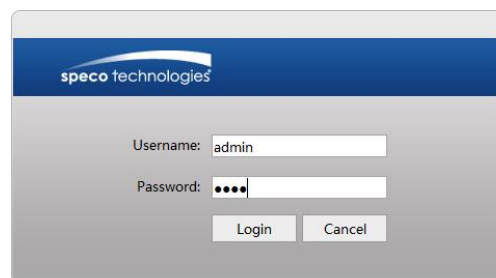 speco technologies
Username: admin
Password: ••••
Login Cancel